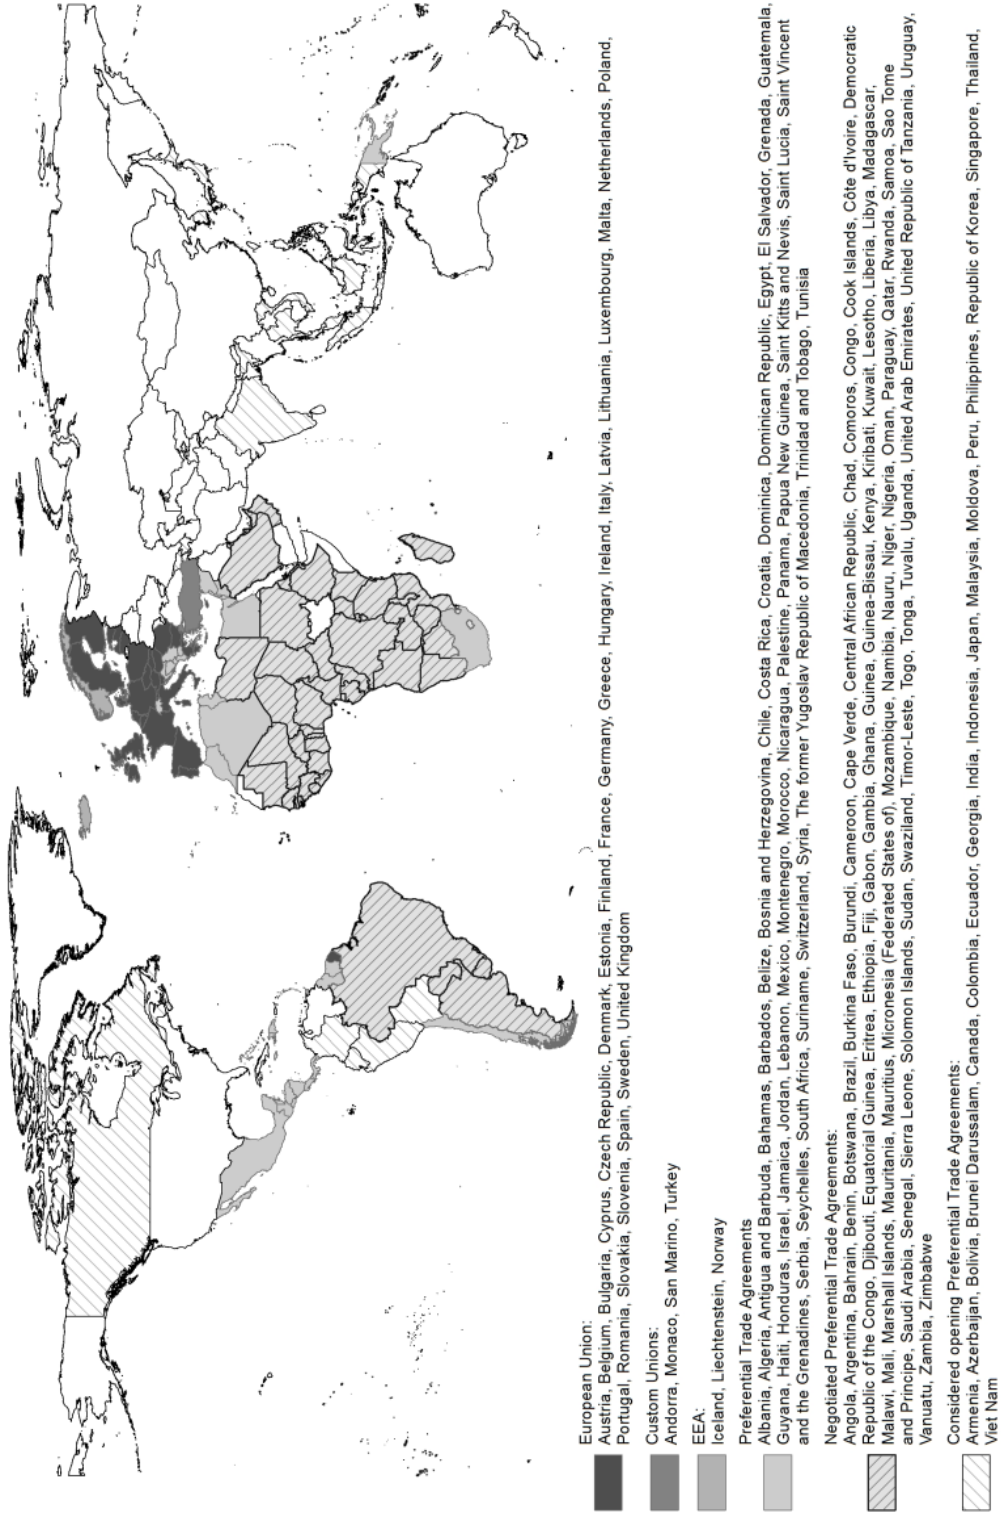 European Union:
Austria, Belgium, Bulgaria, Cyprus, Czech Republic, Denmark, Estonia, Finland, France, Germany, Greece, Hungary, Ireland, Italy, Latvia, Lithuania, Luxembourg, Malta, Netherlands, Poland,
Portugal, Romania, Slovakia, Slovenia, Spain, Sweden, United Kingdom
Custom Unions:
Andorra, Monaco, San Marino, Turkey
EEA:
Iceland, Liechtenstein, Norway
Preferential Trade Agreements
Albania, Algeria, Antigua and Barbuda, Bahamas, Barbados, Belize, Bosnia and Herzegovina, Chile, Costa Rica, Croatia, Dominica, Dominican Republic, Egypt, El Salvador, Grenada, Guatemala,
Guyana, Haiti, Honduras, Israel, Jamaica, Jordan, Lebanon, Mexico, Montenegro, Morocco, Nicaragua, Palestine, Panama, Papua New Guinea, Saint Kitts and Nevis, Saint Lucia, Saint Vincent
and the Grenadines, Serbia, Seychelles, South Africa, Suriname, Switzerland, Syria, The former Yugoslav Republic of Macedonia, Trinidad and Tobago, Tunisia
Negotiated Preferential Trade Agreements:
Angola, Argentina, Bahrain, Benin, Botswana, Brazil, Burkina Faso, Burundi, Cameroon, Cape Verde, Central African Republic, Chad, Comoros, Congo, Cook Islands, Côte d'Ivoire, Democratic
Republic of the Congo, Djibouti, Equatorial Guinea, Eritrea, Ethiopia, Fiji, Gabon, Gambia, Ghana, Guinea, Guinea-Bissau, Kenya, Kiribati, Kuwait, Lesotho, Liberia, Libya, Madagascar,
Malawi, Mali, Marshall Islands, Mauritania, Mauritius, Micronesia (Federated States of), Mozambique, Namibia, Nauru, Niger, Nigeria, Oman, Paraguay, Qatar, Rwanda, Samoa, Sao Tome
and Principe, Saudi Arabia, Senegal, Sierra Leone, Solomon Islands, Sudan, Swaziland, Timor-Leste, Togo, Tonga, Tuvalu, Uganda, United Arab Emirates, United Republic of Tanzania, Uruguay,
Vanuatu, Zambia, Zimbabwe
Considered opening Preferential Trade Agreements:
Armenia, Azerbaijan, Bolivia, Brunei Darussalam, Canada, Colombia, Ecuador, Georgia, India, Indonesia, Japan, Malaysia, Moldova, Peru, Philippines, Republic of Korea, Singapore, Thailand,
Viet Nam